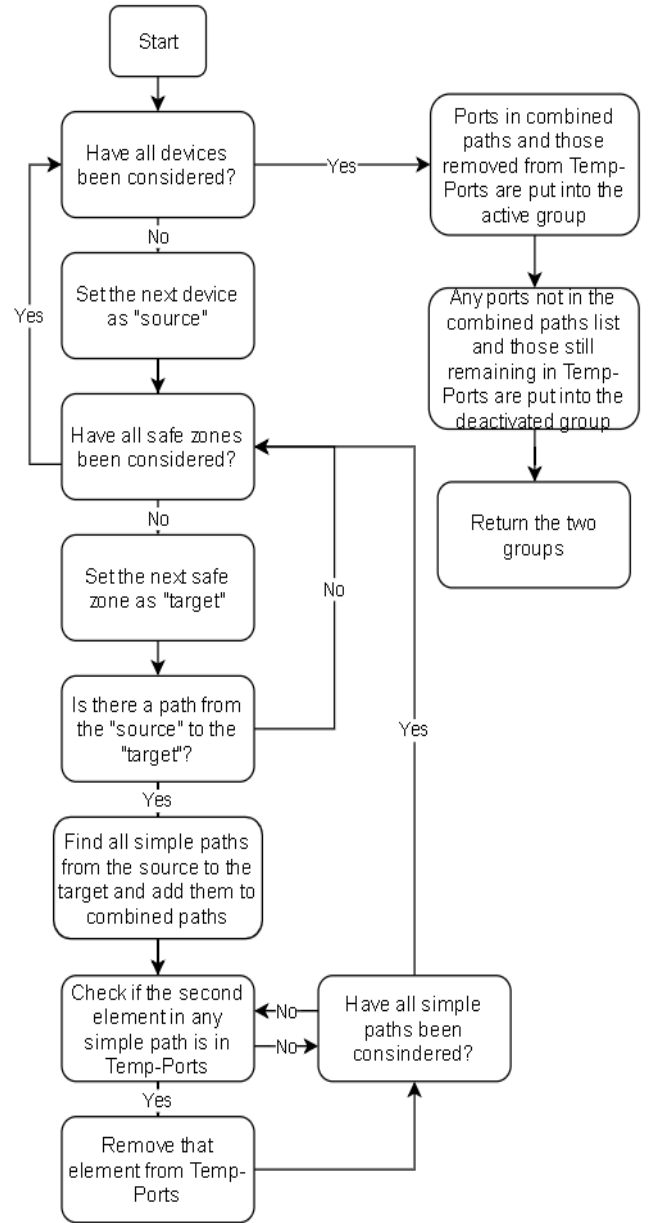 Start
Have all devices
been considered?
Yes
Ports in combined
paths and those
removed from Temp-
Ports are put into the
active group
No
Set the next device
as "source"
Yes
Any ports not in the
combined paths list
and those still
remaining in Temp-
Ports are put into the
deactivated group
Have all safe zones
been considered?
Return the two
groups
No
Set the next safe
zone as "target"
No
Is there a path from
the "source" to the
"target"?
Yes
Yes
Find all simple paths
from the source to the
target and add them to
combined paths
Check if the second
element in any
simple path is in
Temp-Ports
No
No
Have all simple
paths been
consindered?
Yes
Remove that
element from Temp-
Ports